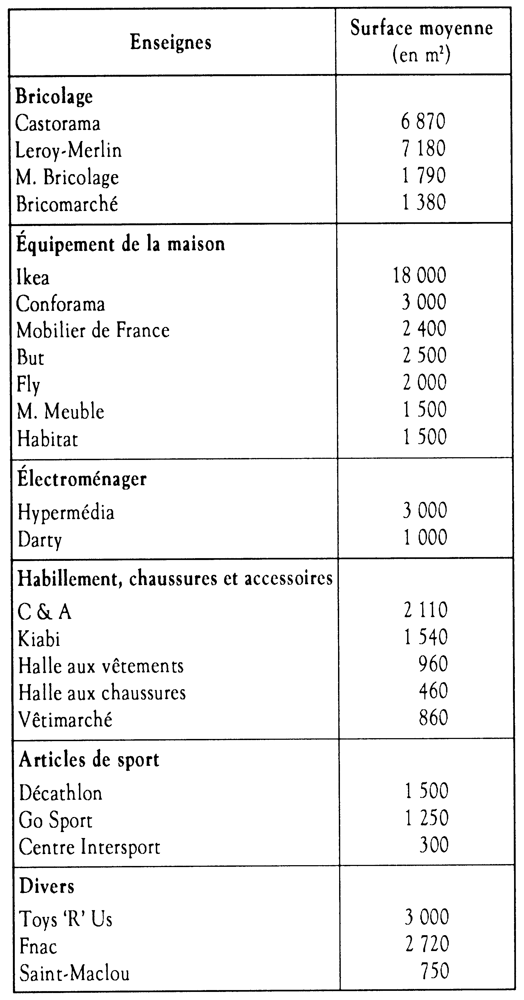 Enseignes
Surface moyenne
(en m²)
Bricolage
Castorama 6 870
Leroy-Merlin 7 180
M. Bricolage 1 790
Bricomarché 1 380
Équipement de la maison
Ikea 18 000
Conforama 3 000
Mobilier de France 2 400
But 2 500
Fly 2 000
M. Meuble 1 500
Habitat 1 500
Électroménager
Hypermédia 3 000
Darty 1 000
Habillement, chaussures et accessoires
C & A 2 110
Kiabi 1 540
Halle aux vêtements 960
Halle aux chaussures 460
Vêtimarché 860
Articles de sport
Décathlon 1 500
Go Sport 1 250
Centre Intersport 300
Divers
Toys ‘R’ Us 3 000
Fnac 2 720
Saint-Maclou 750